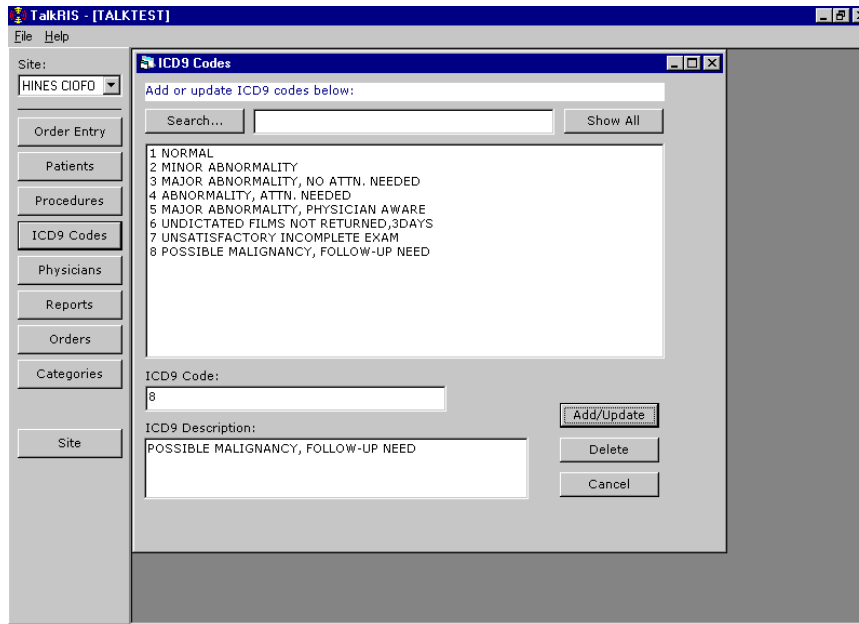 TalkRIS - [TALKTEST]
File Help
Site:
HINES CIOFO
Order Entry
Patients
Procedures
ICD9 Codes
Physicians
Reports
Orders
Categories
Site
ICD9 Codes
Add or update ICD9 codes below:
Search...
Show All
1 NORMAL
2 MINOR ABNORMALITY
3 MAJOR ABNORMALITY, NO ATTN. NEEDED
4 ABNORMALITY, ATTN. NEEDED
5 MAJOR ABNORMALITY, PHYSICIAN AWARE
6 UNDICTATED FILMS NOT RETURNED,3DAYS
7 UNSATISFACTORY INCOMPLETE EXAM
8 POSSIBLE MALIGNANCY, FOLLOW-UP NEED
ICD9 Code:
8
ICD9 Description:
POSSIBLE MALIGNANCY, FOLLOW-UP NEED
Add/Update
Delete
Cancel